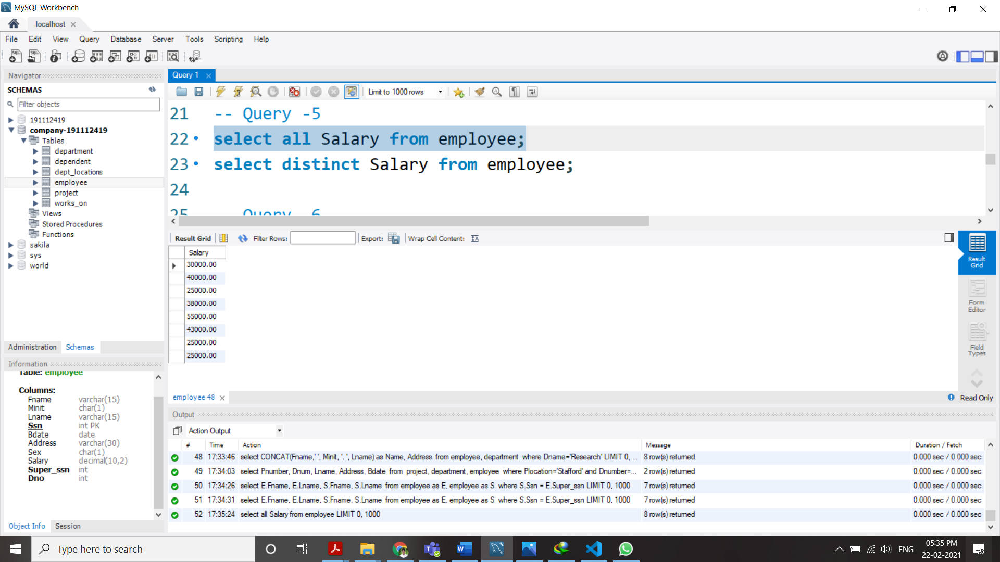 MySQL Workbench
localhost
File Edit View Query Database Server Tools Scripting Help
Navigator
SCHEMAS
Filter objects
191112419
company-191112419
Tables
department
dependent
dept_locations
employee
project
works_on
Views
Stored Procedures
Functions
sakila
sys
world
Administration Schemas
Information
Table: employee
Columns:
Fname varchar(15)
Minit char(1)
Lname varchar(15)
Ssn int PK
Bdate date
Address varchar(30)
Sex char(1)
Salary decimal(10,2)
Super_ssn int
Dno int
Object Info Session
Query 1
Limit to 1000 rows
21 -- Query -5
22 select all Salary from employee;
23 select distinct Salary from employee;
24
25 Query 6
Result Grid Filter Rows: Export: Wrap Cell Content:
Salary
30000.00
40000.00
25000.00
38000.00
55000.00
43000.00
25000.00
25000.00
Result
Grid
Form
Editor
Field
Types
employee 48
Read Only
Output
Action Output
# Time Action Message Duration / Fetch
48 17:33:46 select CONCAT(Fname,' ', Minit, '. ', Lname) as Name, Address from employee, department where Dname='Research' LIMIT 0, ... 8 row(s) returned 0.000 sec / 0.000 sec
49 17:34:03 select Pnumber, Dnum, Lname, Address, Bdate from project, department, employee where Plocation='Stafford' and Dnumber=... 2 row(s) returned 0.000 sec / 0.000 sec
50 17:34:26 select E.Fname, E.Lname, S.Fname, S.Lname from employee as E, employee as S where S.Ssn = E.Super_ssn LIMIT 0, 1000 7 row(s) returned 0.000 sec / 0.000 sec
51 17:34:31 select E.Fname, E.Lname, S.Fname, S.Lname from employee as E, employee as S where S.Ssn = E.Super_ssn LIMIT 0, 1000 7 row(s) returned 0.000 sec / 0.000 sec
52 17:35:24 select all Salary from employee LIMIT 0, 1000 8 row(s) returned 0.000 sec / 0.000 sec
Type here to search
ENG
05:35 PM
22-02-2021